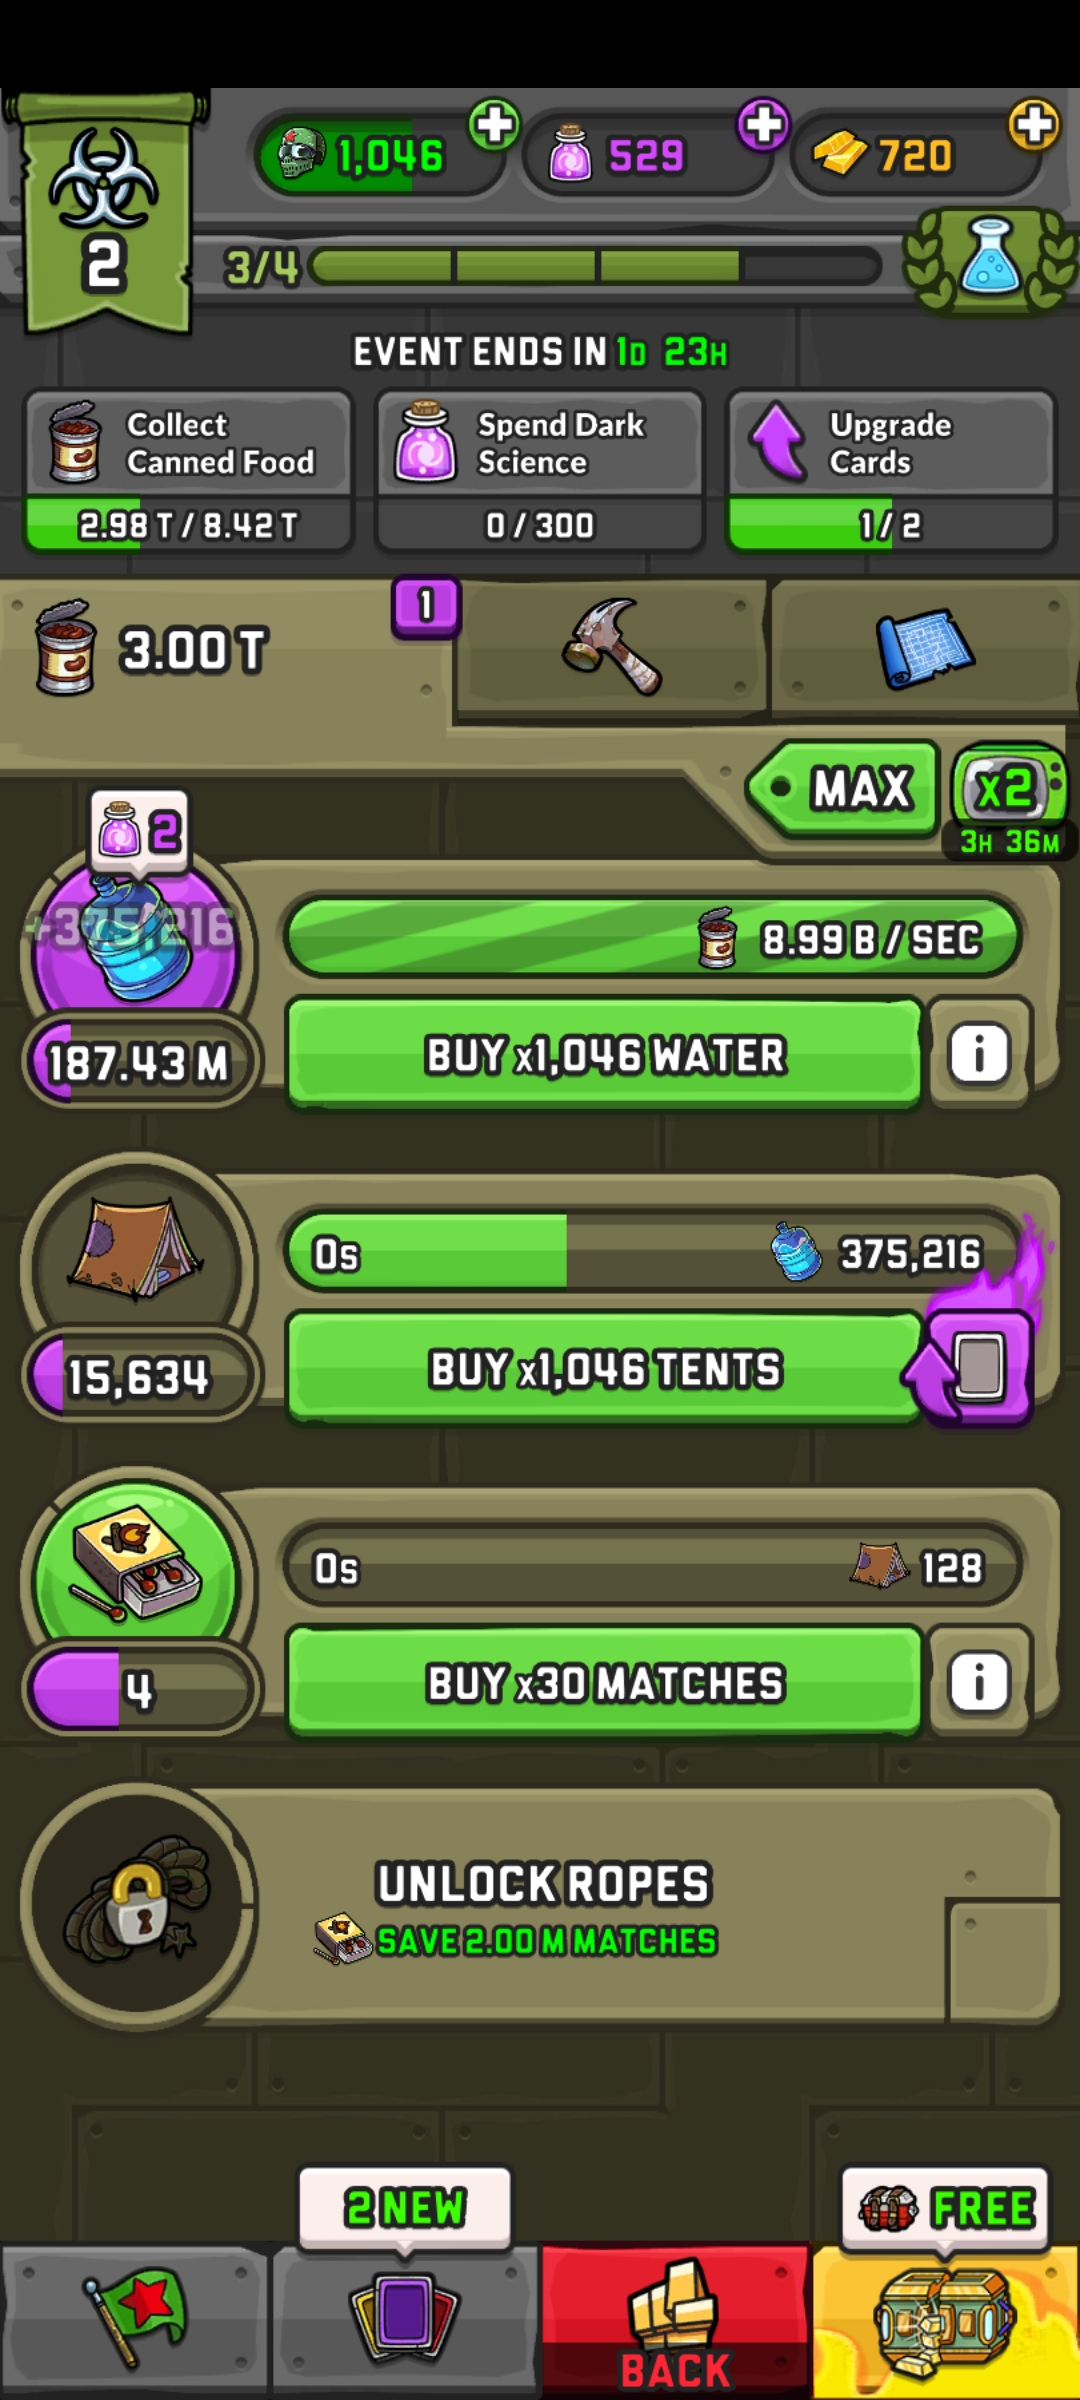 1,046
529
720
2
3/4
EVENT ENDS IN 1D 23H
Collect
Canned Food
2.98 T / 8.42 T
Spend Dark
Science
0 / 300
Upgrade
Cards
1 / 2
3.00 T
1
MAX
x2
3H 36M
2
+375,216
8.99 B / SEC
187.43 M
BUY x1,046 WATER
i
0s
375,216
15,634
BUY x1,046 TENTS
0s
128
4
BUY x30 MATCHES
i
UNLOCK ROPES
SAVE 2.00 M MATCHES
2 NEW
FREE
BACK